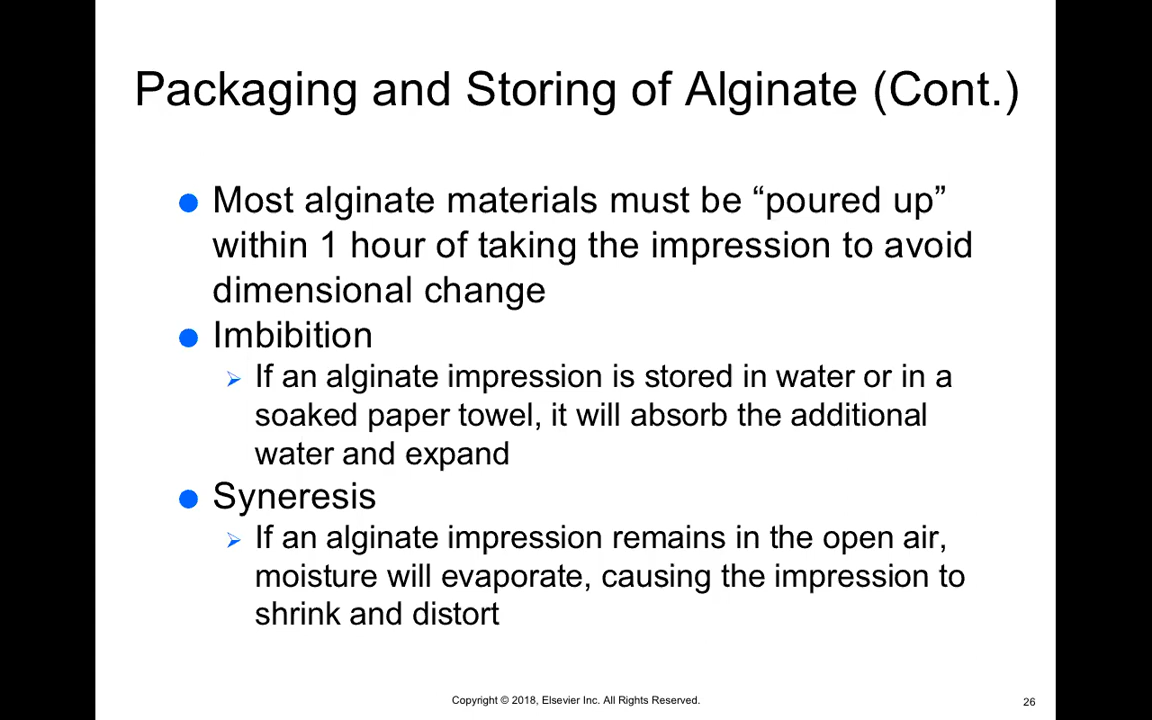 Packaging and Storing of Alginate (Cont.)
Most alginate materials must be “poured up”
within 1 hour of taking the impression to avoid
dimensional change
Imbibition
If an alginate impression is stored in water or in a
soaked paper towel, it will absorb the additional
water and expand
Syneresis
If an alginate impression remains in the open air,
moisture will evaporate, causing the impression to
shrink and distort
Copyright © 2018, Elsevier Inc. All Rights Reserved.
26